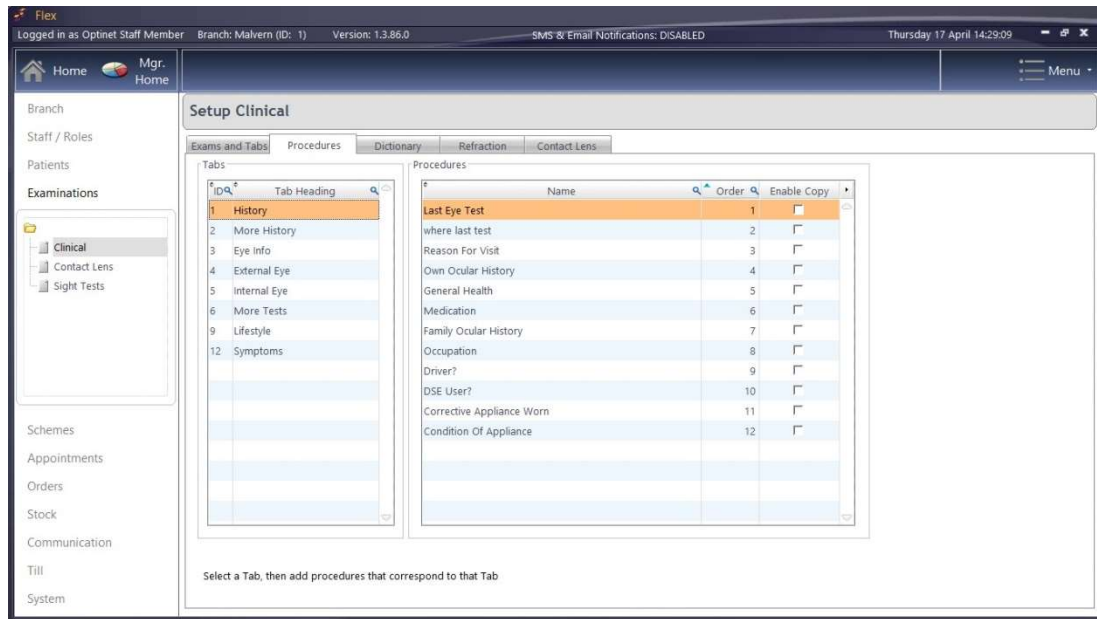 Flex
Logged in as Optinet Staff Member Branch: Malvern (ID: 1) Version: 1.3.86.0 SMS & Email Notifications: DISABLED Thursday 17 April 14:29:09
Home Mgr. Home Menu
Branch
Staff / Roles
Patients
Examinations
Clinical
Contact Lens
Sight Tests
Schemes
Appointments
Orders
Stock
Communication
Till
System
Setup Clinical
Exams and Tabs Procedures Dictionary Refraction Contact Lens
Tabs
ID Tab Heading
1 History
2 More History
3 Eye Info
4 External Eye
5 Internal Eye
6 More Tests
9 Lifestyle
12 Symptoms
Procedures
Name Order Enable Copy
Last Eye Test 1
where last test 2
Reason For Visit 3
Own Ocular History 4
General Health 5
Medication 6
Family Ocular History 7
Occupation 8
Driver? 9
DSE User? 10
Corrective Appliance Worn 11
Condition Of Appliance 12
Select a Tab, then add procedures that correspond to that Tab